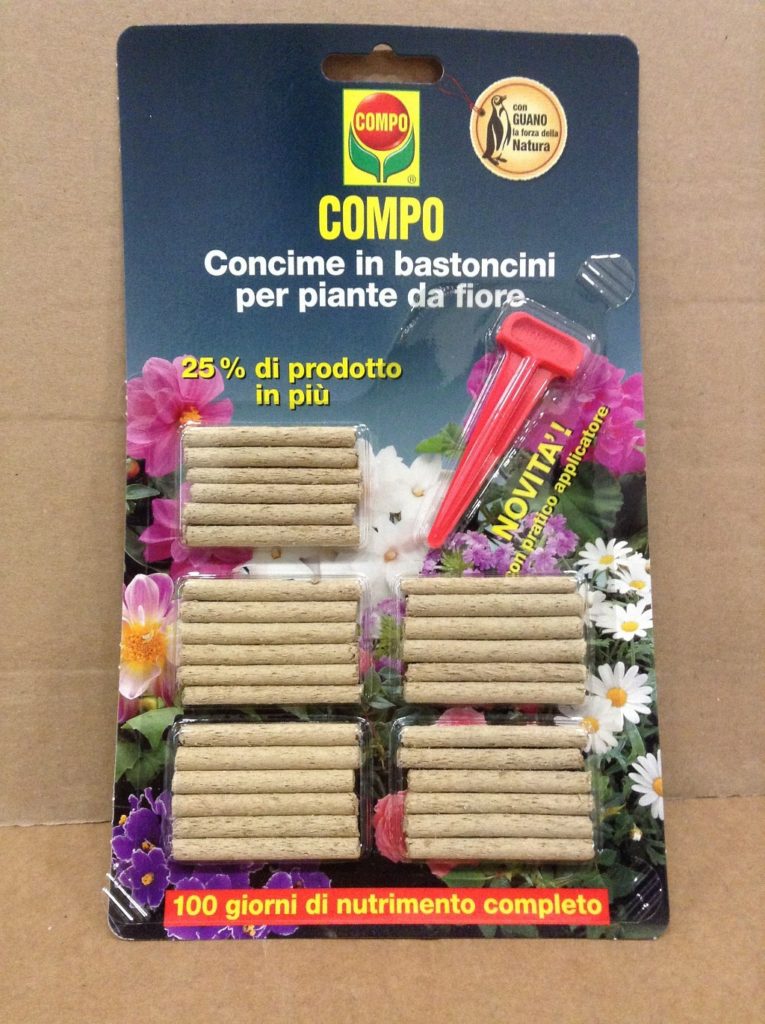 COMPO
®
con
GUANO
la forza della
Natura
COMPO
Concime in bastoncini
per piante da fiore
25% di prodotto
in più
NOVITA'!
con pratico applicatore
100 giorni di nutrimento completo